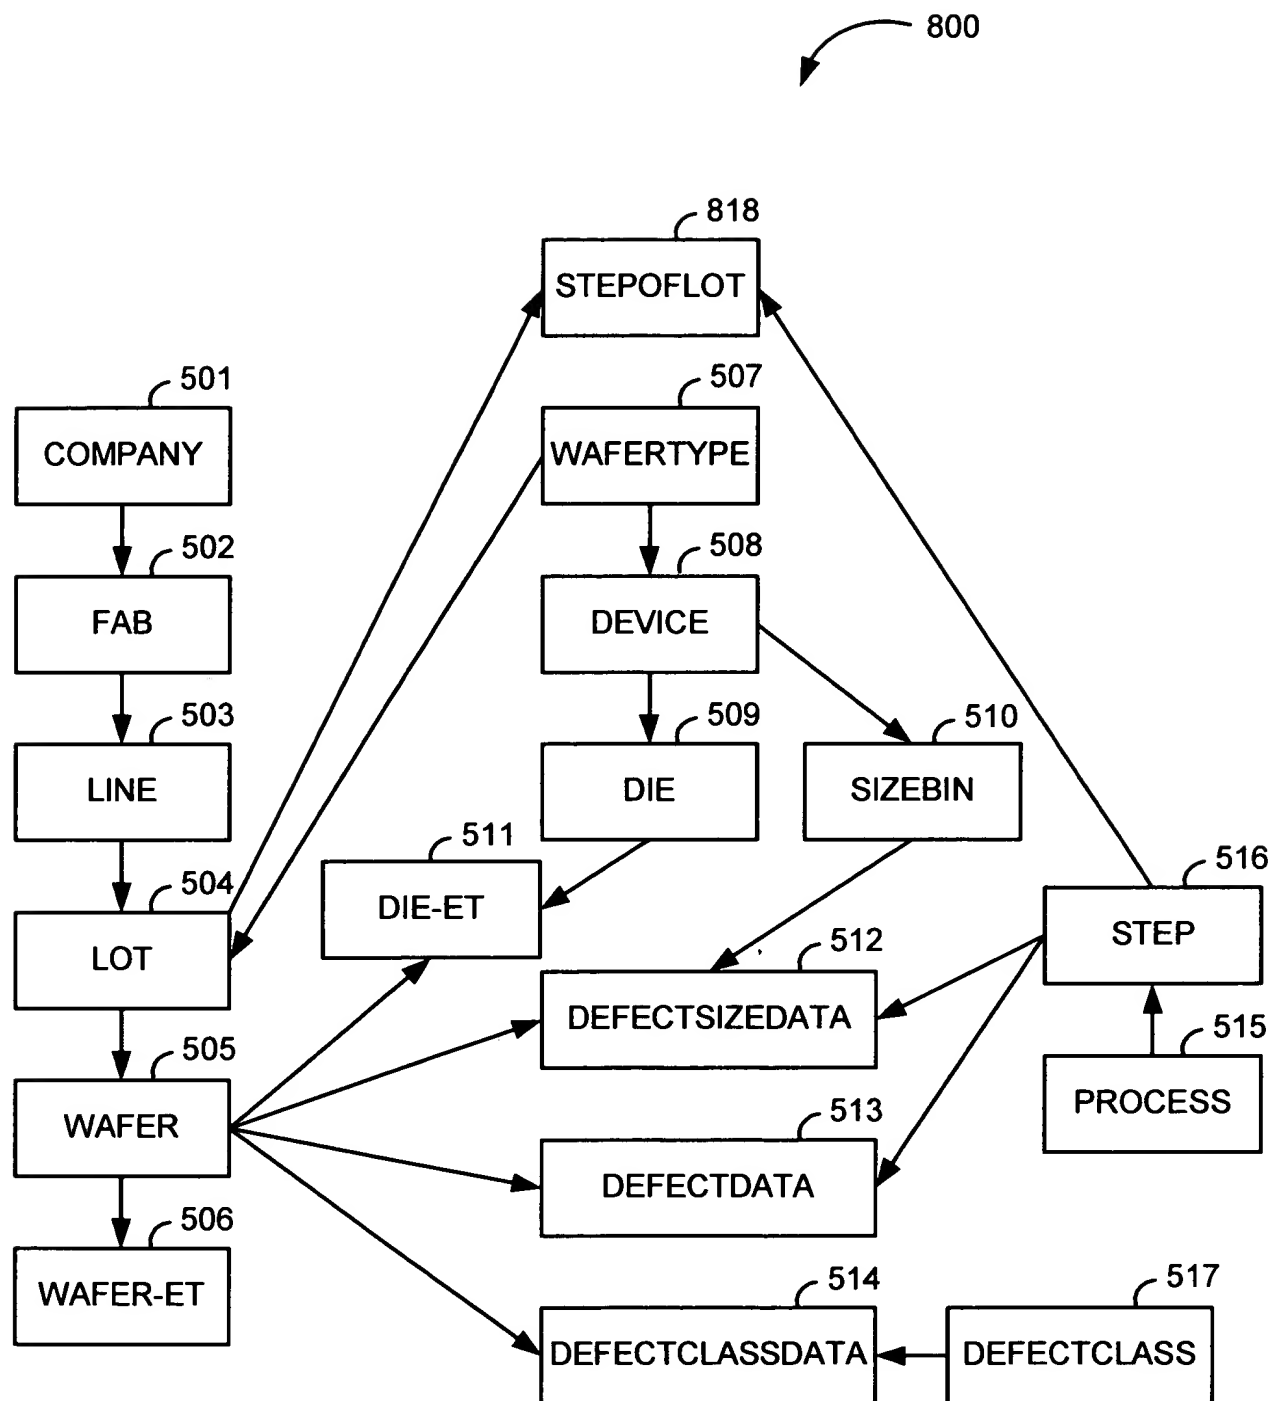 800
818
STEPOFLOT
501
COMPANY
507
WAFERTYPE
502
FAB
508
DEVICE
503
LINE
509
DIE
510
SIZEBIN
511
DIE-ET
504
LOT
516
STEP
512
DEFECTSIZEDATA
505
WAFER
515
PROCESS
513
DEFECTDATA
506
WAFER-ET
514
DEFECTCLASSDATA
517
DEFECTCLASS